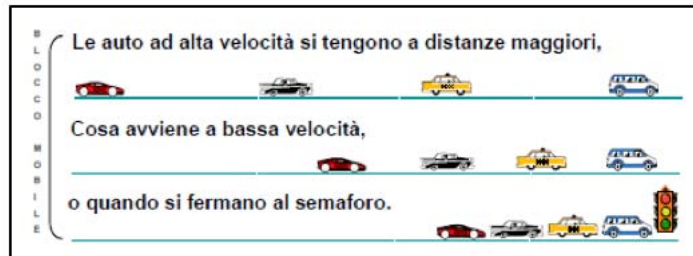 BLOCCO MOBILE
Le auto ad alta velocità si tengono a distanze maggiori,
Cosa avviene a bassa velocità,
o quando si fermano al semaforo.